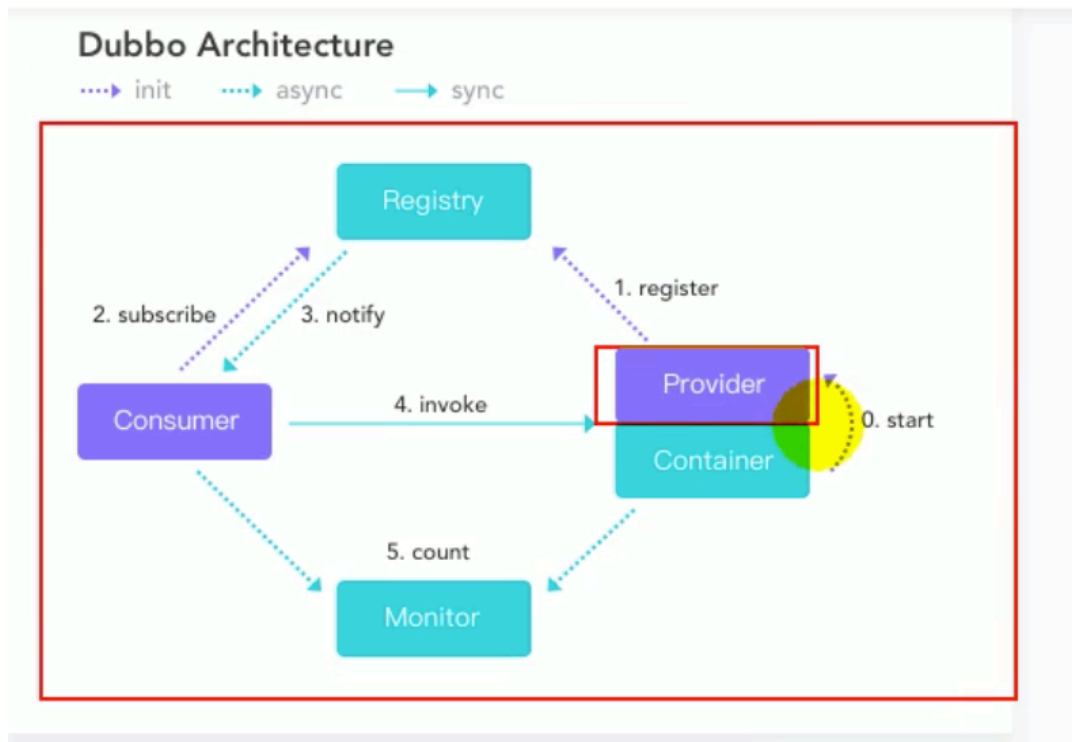 Dubbo Architecture
init async sync
Registry
1. register
2. subscribe 3. notify
Provider
4. invoke
Consumer
0. start
Container
5. count
Monitor